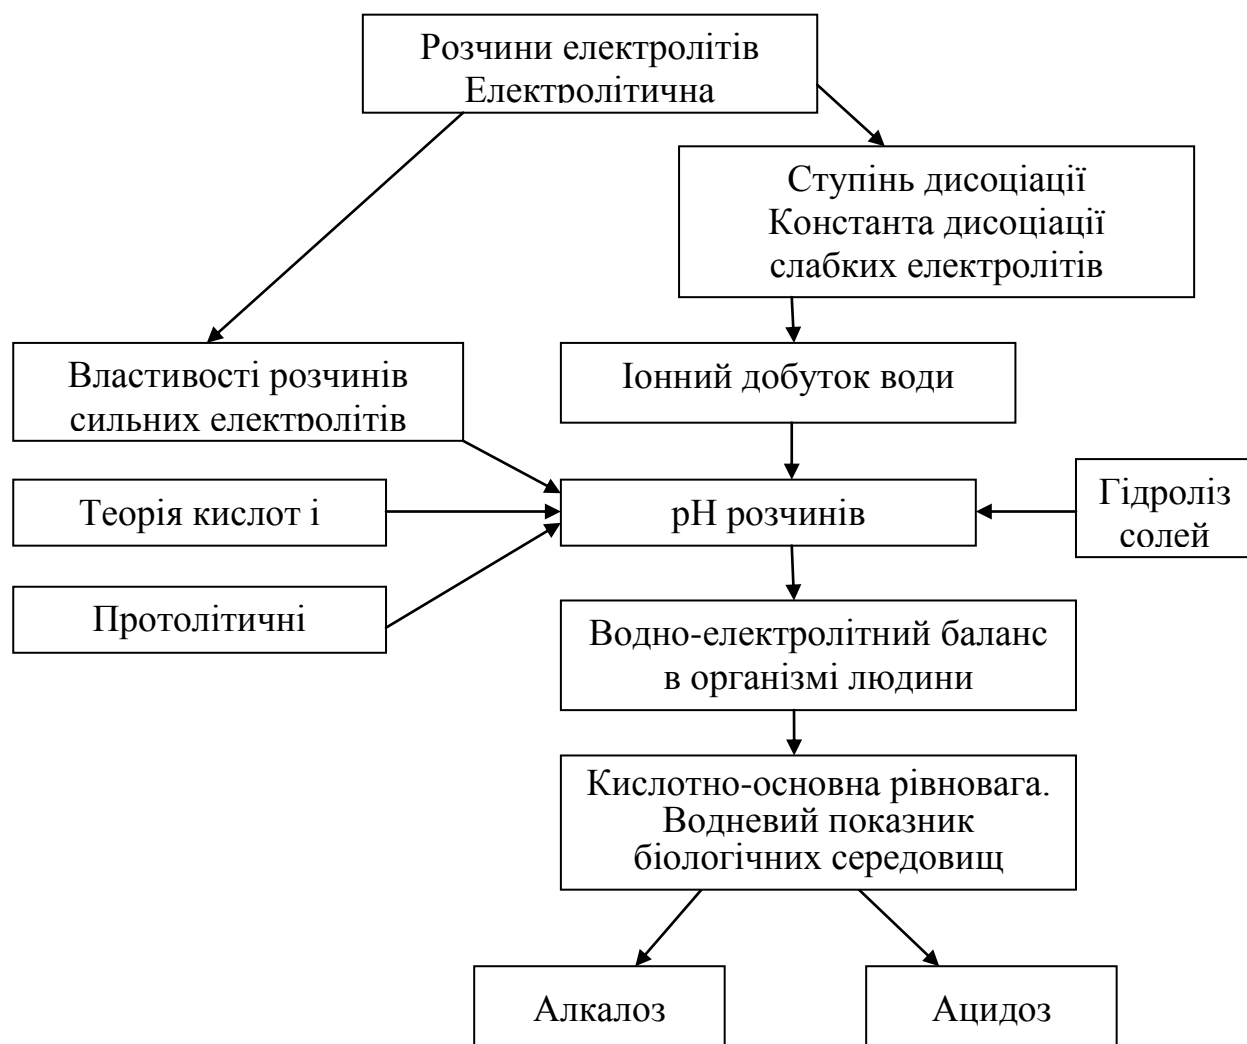 Розчини електролітів
Електролітична
Ступінь дисоціації
Константа дисоціації
слабких електролітів
Властивості розчинів
сильних електролітів
Іонний добуток води
Теорія кислот і
рН розчинів
Гідроліз
солей
Протолітичні
Водно-електролітний баланс
в організмі людини
Кислотно-основна рівновага.
Водневий показник
біологічних середовищ
Алкалоз
Ацидоз